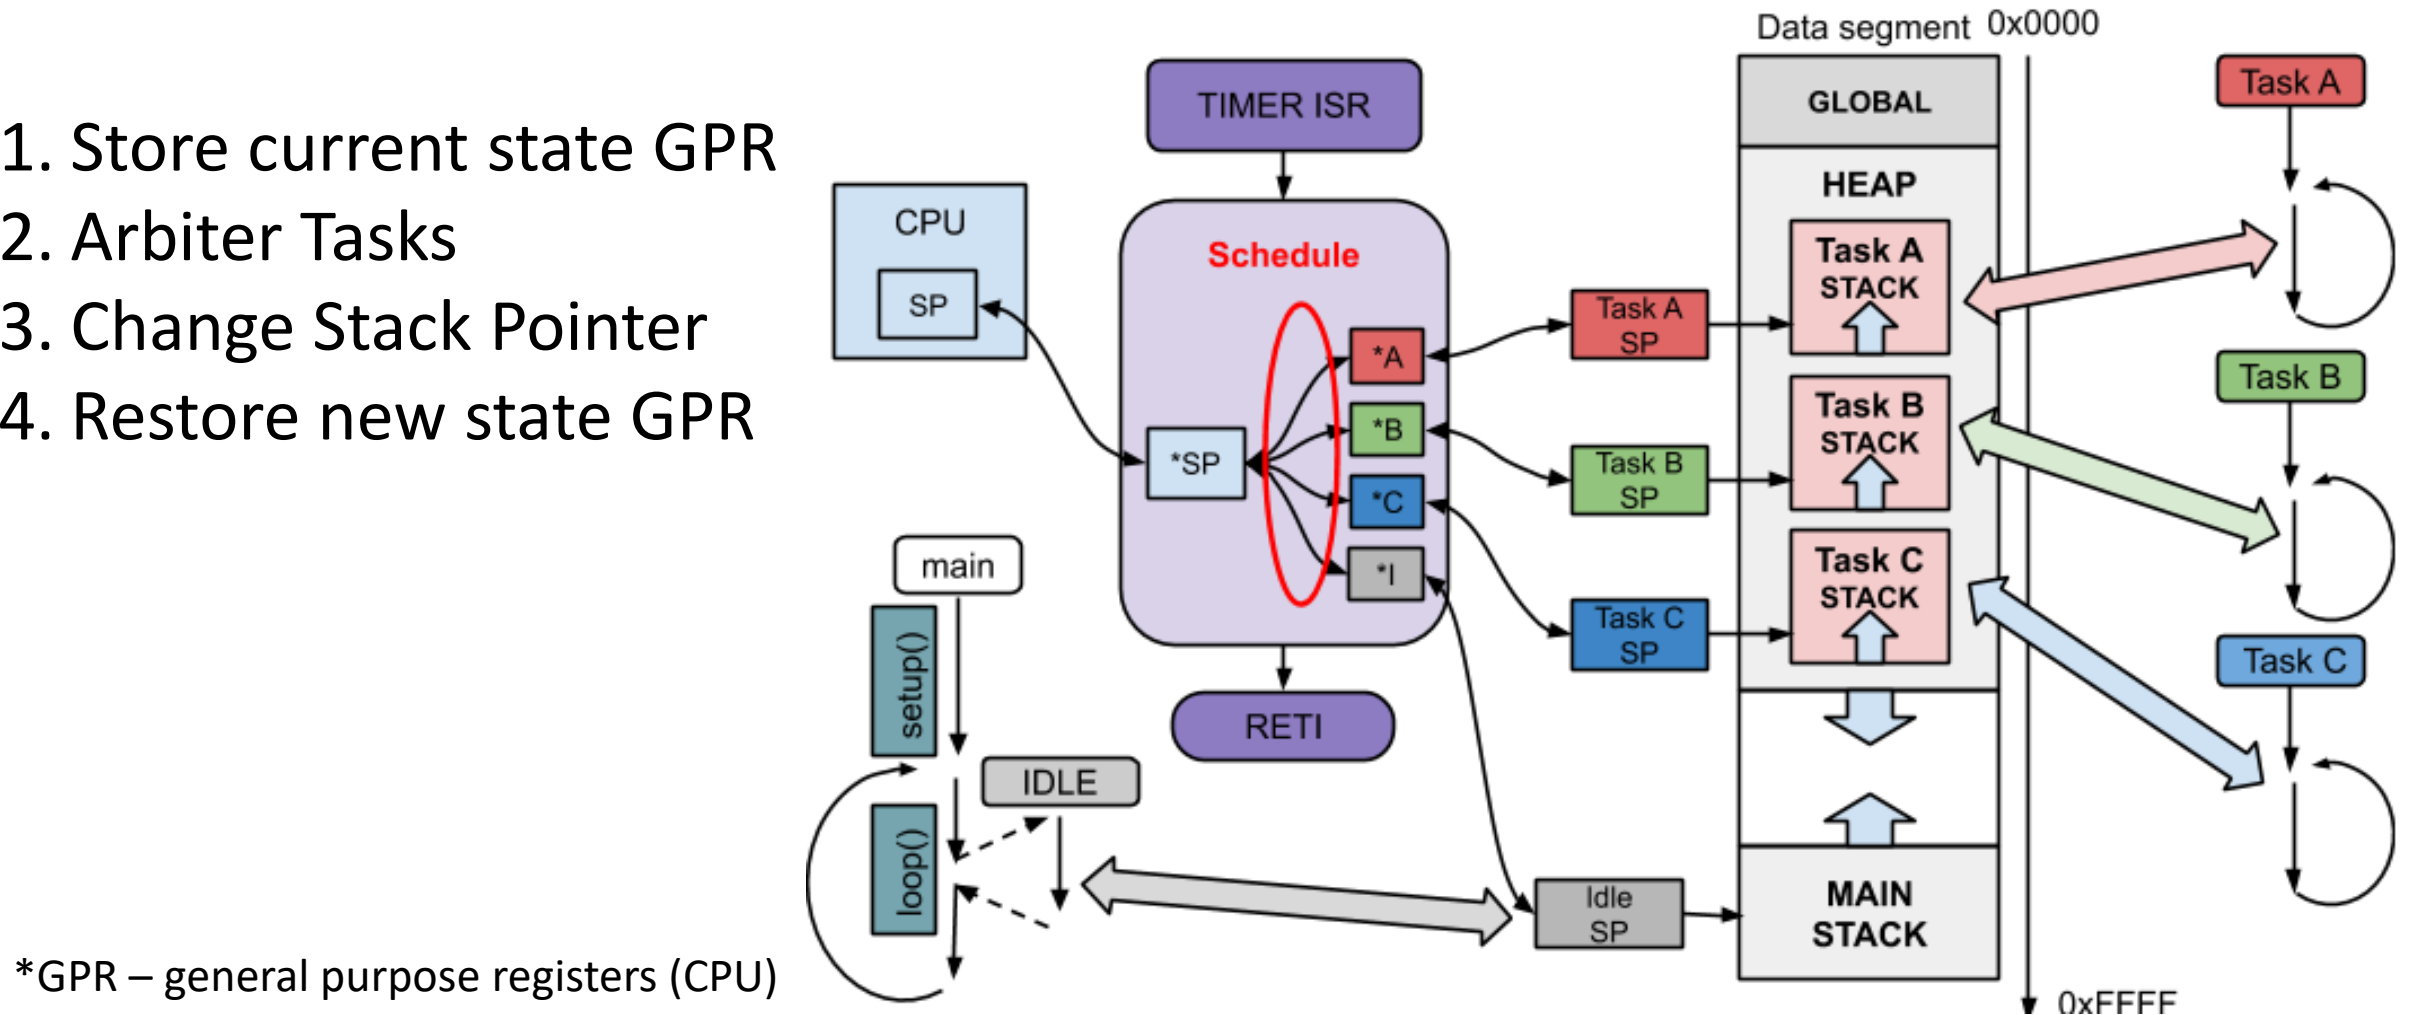 1. Store current state GPR
2. Arbiter Tasks
3. Change Stack Pointer
4. Restore new state GPR
*GPR – general purpose registers (CPU)
CPU
SP
TIMER ISR
Schedule
*SP
*A
*B
*C
*I
RETI
main
setup()
loop()
IDLE
Task A
SP
Task B
SP
Task C
SP
Idle
SP
Data segment 0x0000
GLOBAL
HEAP
Task A
STACK
Task B
STACK
Task C
STACK
MAIN
STACK
0xFFFF
Task A
Task B
Task C